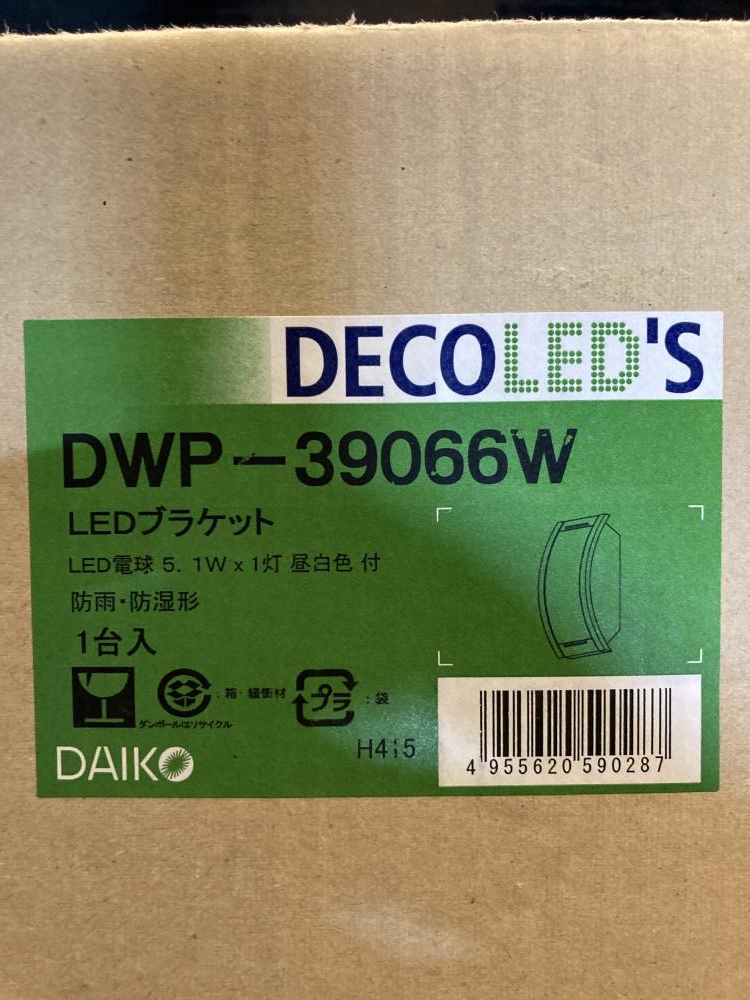 DECOLED'S
DWP-39066W
LEDブラケット
LED電球 5. 1W x 1灯 昼白色 付
防雨・防湿形
1台入
:箱・緩衝材
プラ
:袋
ダンボールはリサイクル
DAIKO
H4;5
4 955620 590287